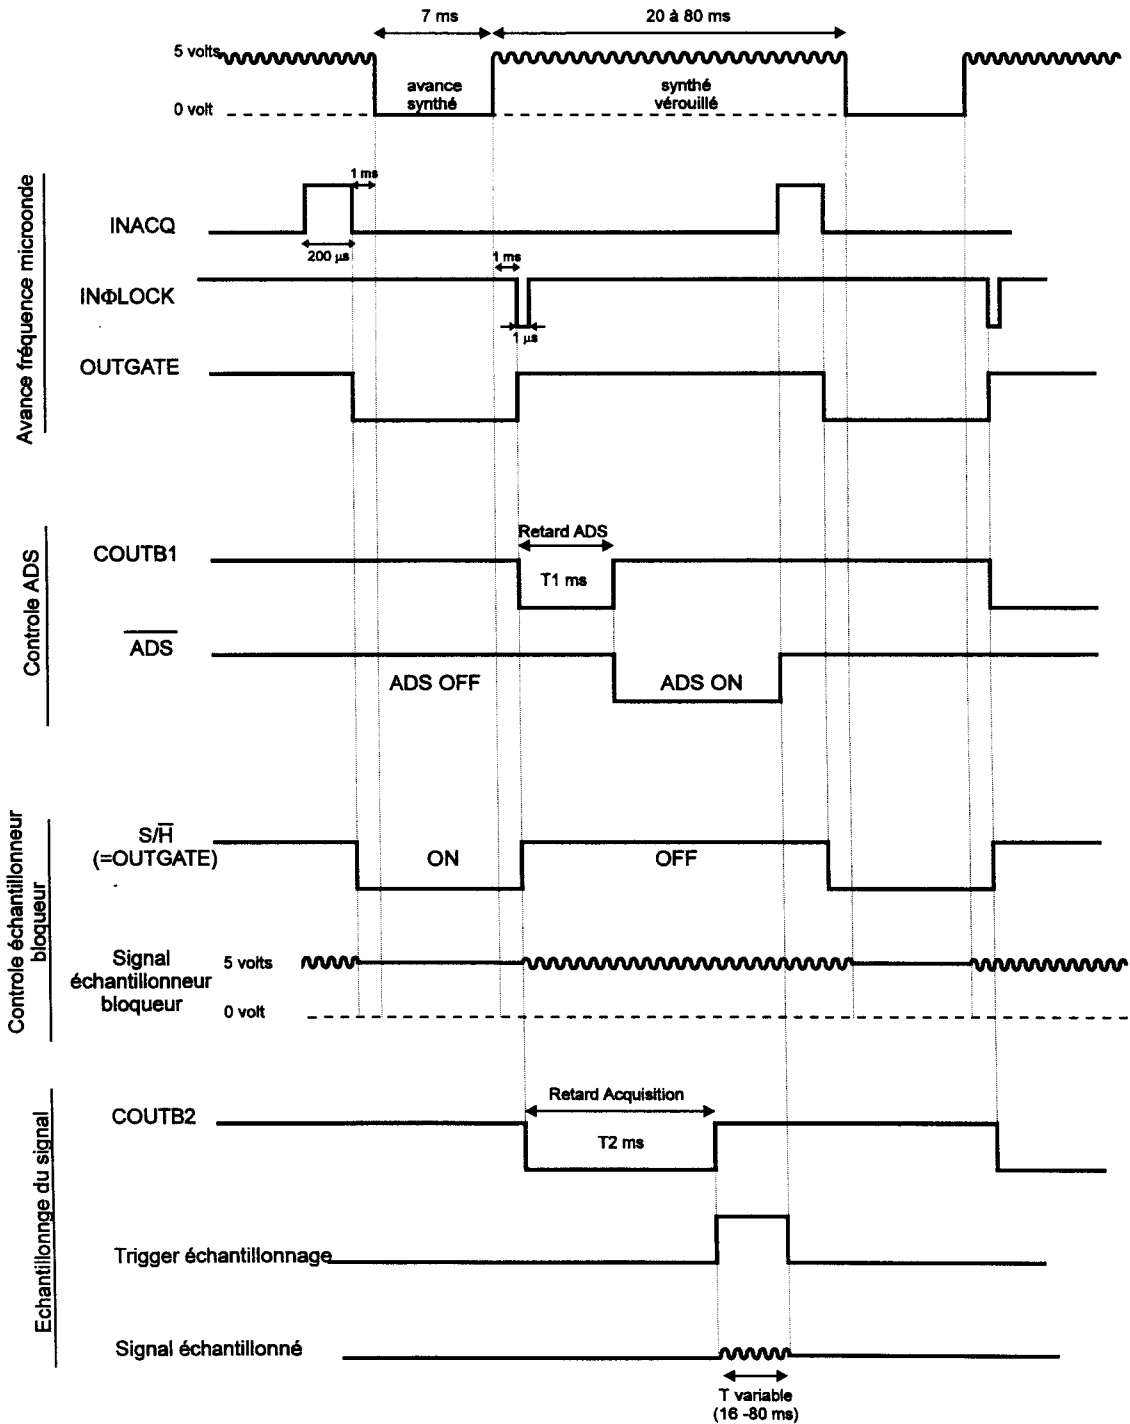 7 ms
20 à 80 ms
5 volts
avance
synthé
synthé
vérouillé
0 volt
Avance fréquence microonde
1 ms
INACQ
200 µs
1 ms
INΦLOCK
1 µs
OUTGATE
Controle ADS
Retard ADS
COUTB1
T1 ms
ADS
ADS OFF
ADS ON
Controle échantillonneur
bloqueur
S/H
(=OUTGATE)
ON
OFF
Signal
échantillonneur
bloqueur
5 volts
0 volt
Echantillonnge du signal
Retard Acquisition
COUTB2
T2 ms
Trigger échantillonnage
Signal échantillonné
T variable
(16 -80 ms)